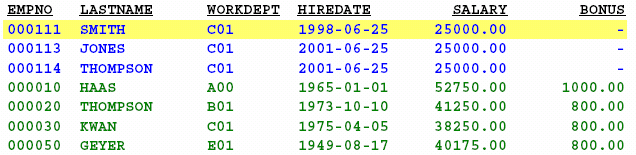 EMPNO LASTNAME WORKDEPT HIREDATE SALARY BONUS
000111 SMITH C01 1998-06-25 25000.00 -
000113 JONES C01 2001-06-25 25000.00 -
000114 THOMPSON C01 2001-06-25 25000.00 -
000010 HAAS A00 1965-01-01 52750.00 1000.00
000020 THOMPSON B01 1973-10-10 41250.00 800.00
000030 KWAN C01 1975-04-05 38250.00 800.00
000050 GEYER E01 1949-08-17 40175.00 800.00